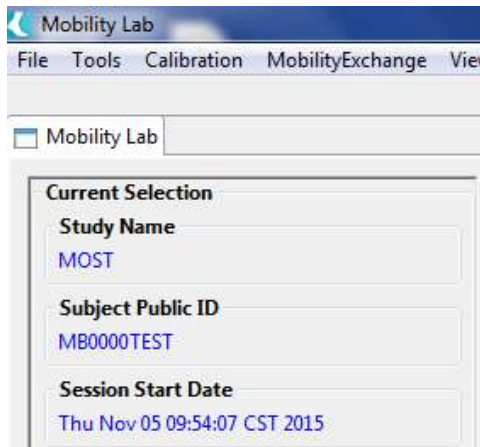 Mobility Lab
File Tools Calibration MobilityExchange
Mobility Lab
Current Selection
Study Name
MOST
Subject Public ID
MB0000TEST
Session Start Date
Thu Nov 05 09:54:07 CST 2015